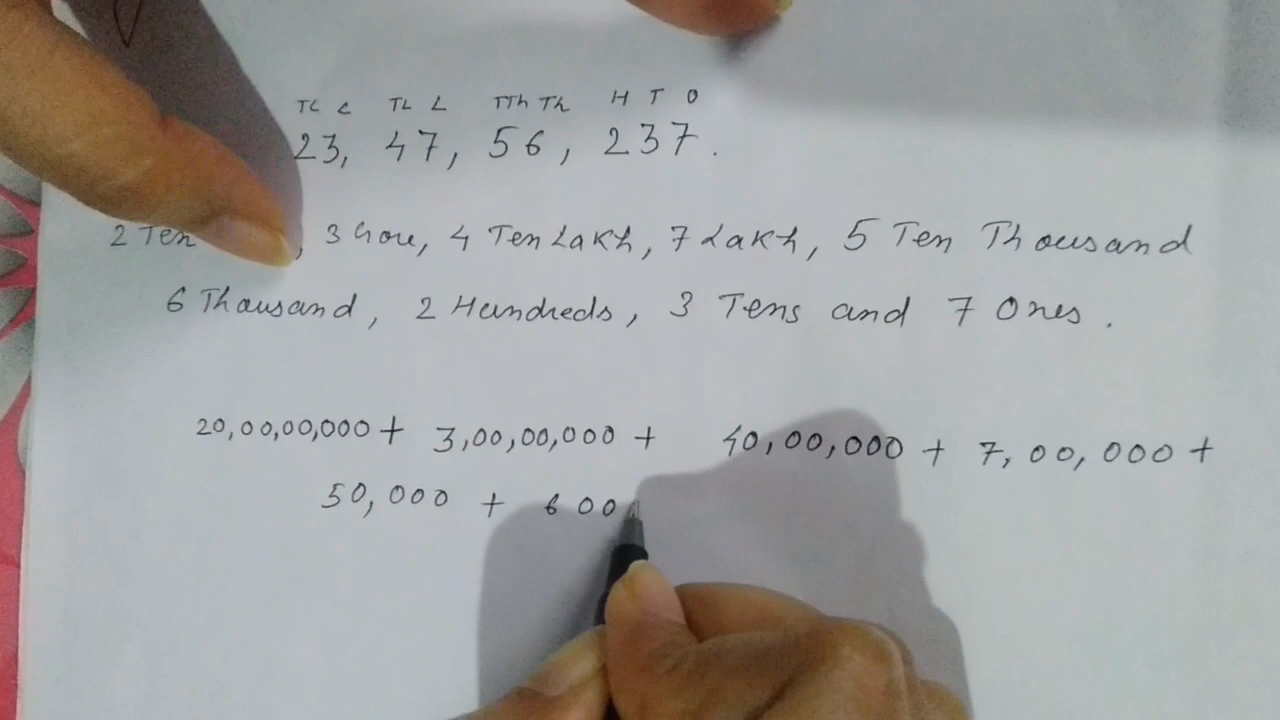 TC C TL L TTh Th H T O
23, 47, 56, 237.
2 Ten , 3 Crore, 4 Ten Lakh, 7 Lakh, 5 Ten Thousand
6 Thousand, 2 Hundreds, 3 Tens and 7 Ones.
20,00,00,000 + 3,00,00,000 + 40,00,000 + 7,00,000 +
50,000 + 600